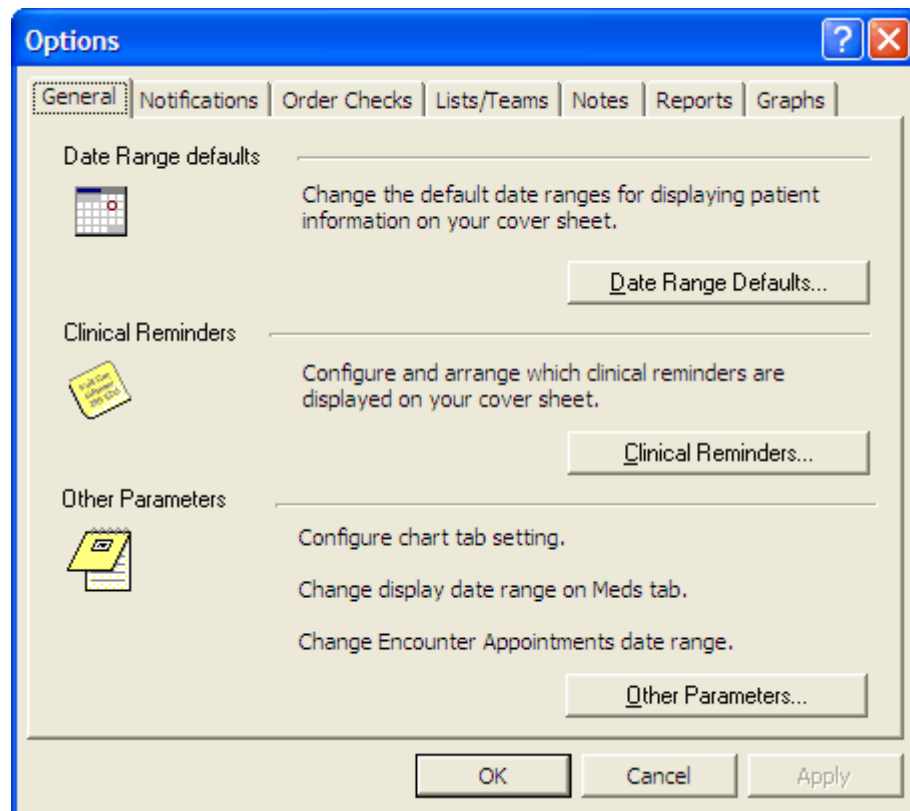 Options
General Notifications Order Checks Lists/Teams Notes Reports Graphs
Date Range defaults
Change the default date ranges for displaying patient
information on your cover sheet.
Date Range Defaults...
Clinical Reminders
Configure and arrange which clinical reminders are
displayed on your cover sheet.
Clinical Reminders...
Other Parameters
Configure chart tab setting.
Change display date range on Meds tab.
Change Encounter Appointments date range.
Other Parameters...
OK Cancel Apply